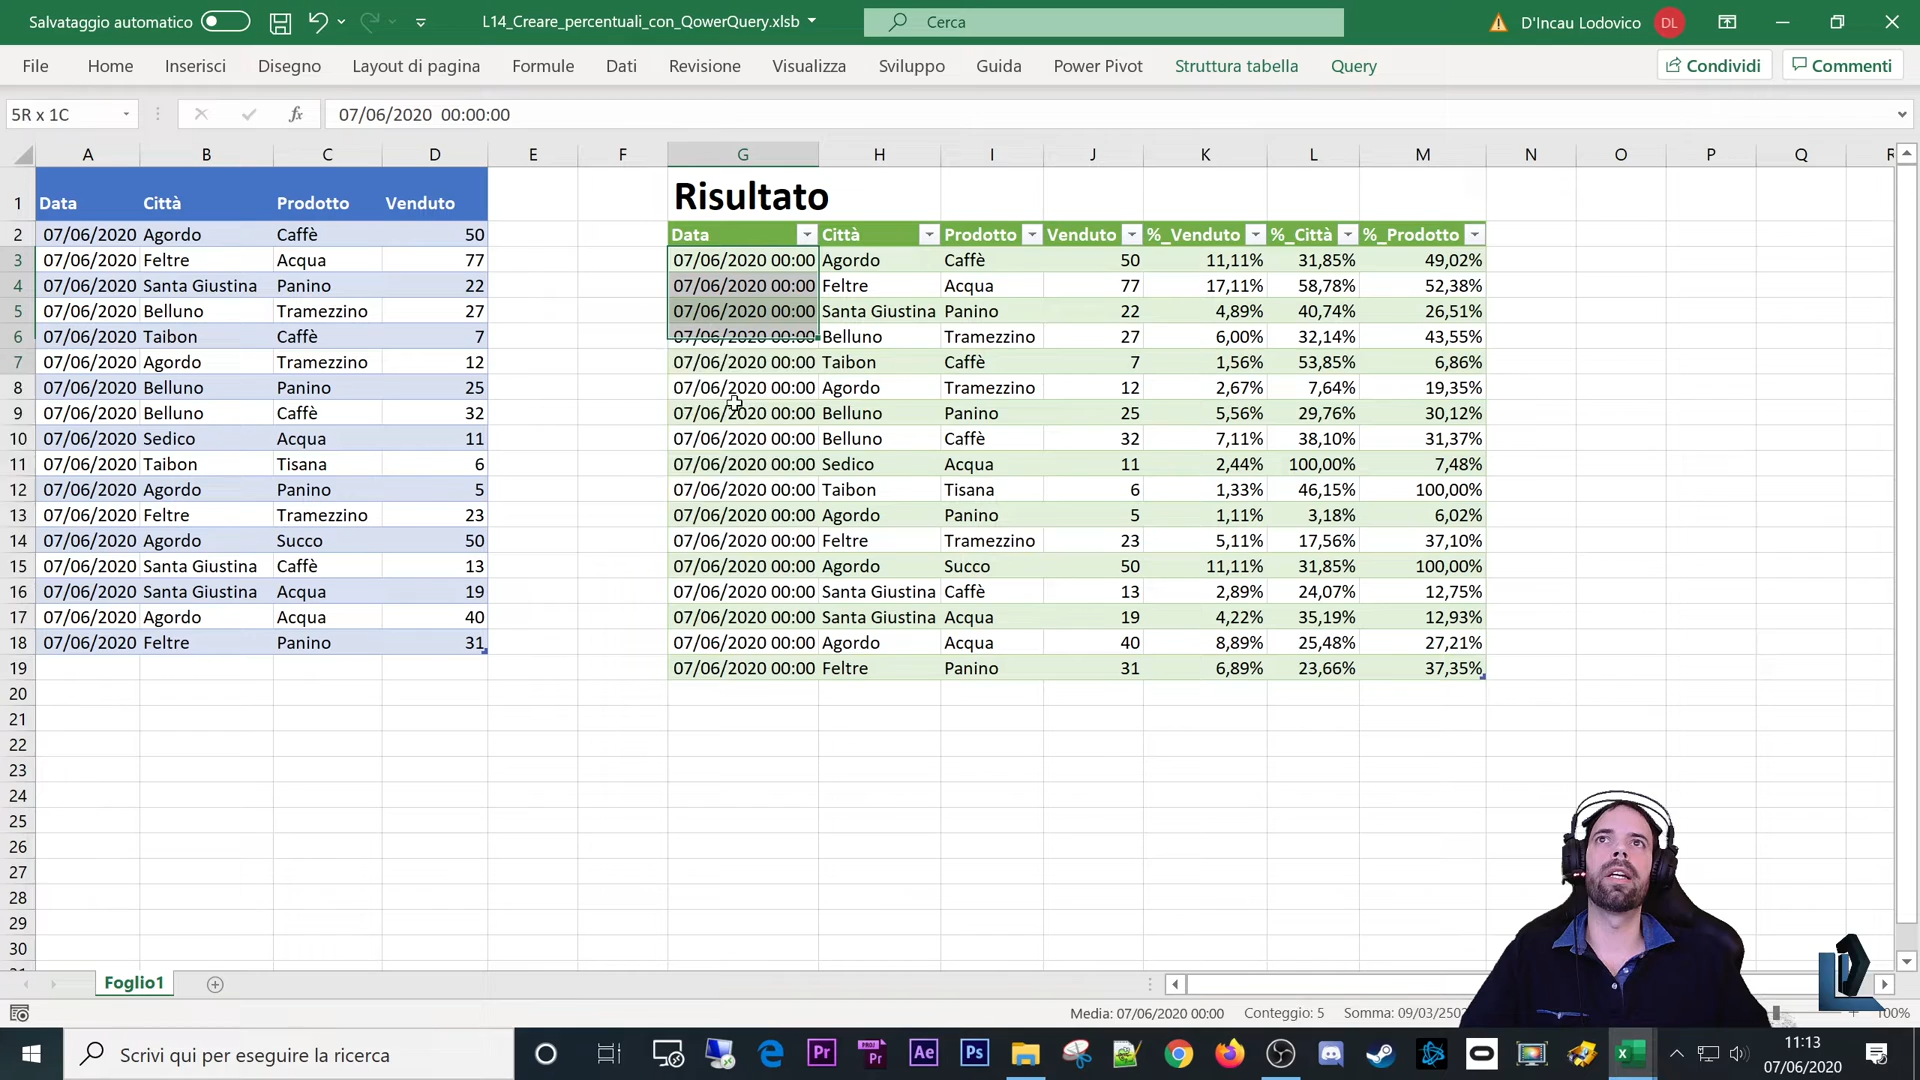 Salvataggio automatico
L14_Creare_percentuali_con_QowerQuery.xlsb
Cerca
D'Incau Lodovico
DL
File Home Inserisci Disegno Layout di pagina Formule Dati Revisione Visualizza Sviluppo Guida Power Pivot Struttura tabella Query
Condividi
Commenti
5R x 1C
fx
07/06/2020 00:00:00
A B C D E F G H I J K L M N O P Q R
1 Data Città Prodotto Venduto Risultato
2 07/06/2020 Agordo Caffè 50 Data Città Prodotto Venduto %_Venduto %_Città %_Prodotto
3 07/06/2020 Feltre Acqua 77 07/06/2020 00:00 Agordo Caffè 50 11,11% 31,85% 49,02%
4 07/06/2020 Santa Giustina Panino 22 07/06/2020 00:00 Feltre Acqua 77 17,11% 58,78% 52,38%
5 07/06/2020 Belluno Tramezzino 27 07/06/2020 00:00 Santa Giustina Panino 22 4,89% 40,74% 26,51%
6 07/06/2020 Taibon Caffè 7 07/06/2020 00:00 Belluno Tramezzino 27 6,00% 32,14% 43,55%
7 07/06/2020 Agordo Tramezzino 12 07/06/2020 00:00 Taibon Caffè 7 1,56% 53,85% 6,86%
8 07/06/2020 Belluno Panino 25 07/06/2020 00:00 Agordo Tramezzino 12 2,67% 7,64% 19,35%
9 07/06/2020 Belluno Caffè 32 07/06/2020 00:00 Belluno Panino 25 5,56% 29,76% 30,12%
10 07/06/2020 Sedico Acqua 11 07/06/2020 00:00 Belluno Caffè 32 7,11% 38,10% 31,37%
11 07/06/2020 Taibon Tisana 6 07/06/2020 00:00 Sedico Acqua 11 2,44% 100,00% 7,48%
12 07/06/2020 Agordo Panino 5 07/06/2020 00:00 Taibon Tisana 6 1,33% 46,15% 100,00%
13 07/06/2020 Feltre Tramezzino 23 07/06/2020 00:00 Agordo Panino 5 1,11% 3,18% 6,02%
14 07/06/2020 Agordo Succo 50 07/06/2020 00:00 Feltre Tramezzino 23 5,11% 17,56% 37,10%
15 07/06/2020 Santa Giustina Caffè 13 07/06/2020 00:00 Agordo Succo 50 11,11% 31,85% 100,00%
16 07/06/2020 Santa Giustina Acqua 19 07/06/2020 00:00 Santa Giustina Caffè 13 2,89% 24,07% 12,75%
17 07/06/2020 Agordo Acqua 40 07/06/2020 00:00 Santa Giustina Acqua 19 4,22% 35,19% 12,93%
18 07/06/2020 Feltre Panino 31 07/06/2020 00:00 Agordo Acqua 40 8,89% 25,48% 27,21%
19 07/06/2020 00:00 Feltre Panino 31 6,89% 23,66% 37,35%
20
21
22
23
24
25
26
27
28
29
30
Foglio1
Media: 07/06/2020 00:00 Conteggio: 5 Somma: 09/03/250
100%
Scrivi qui per eseguire la ricerca
Pr
Pr
Ae
Ps
11:13
07/06/2020